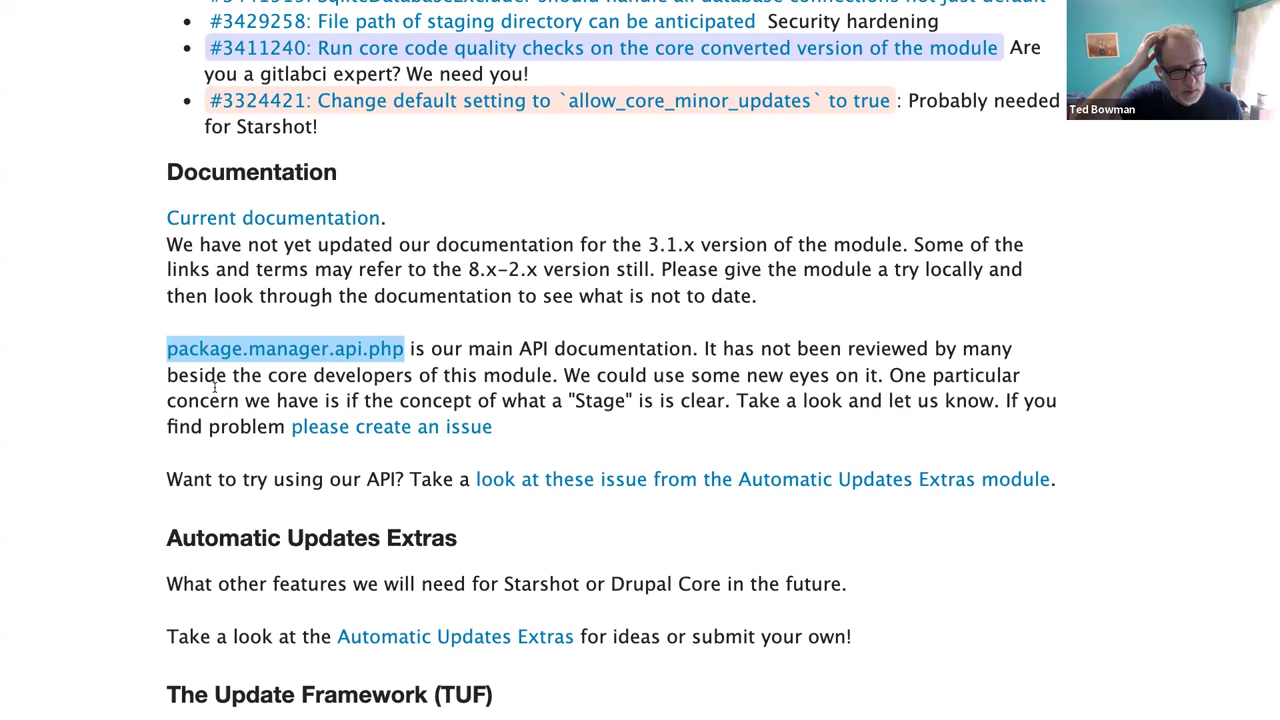 #3429258: File path of staging directory can be anticipated Security hardening
#3411240: Run core code quality checks on the core converted version of the module Are
you a gitlabci expert? We need you!
#3324421: Change default setting to `allow_core_minor_updates` to true : Probably needed
for Starshot!
Ted Bowman
Documentation
Current documentation.
We have not yet updated our documentation for the 3.1.x version of the module. Some of the
links and terms may refer to the 8.x-2.x version still. Please give the module a try locally and
then look through the documentation to see what is not to date.
package.manager.api.php is our main API documentation. It has not been reviewed by many
beside the core developers of this module. We could use some new eyes on it. One particular
concern we have is if the concept of what a "Stage" is is clear. Take a look and let us know. If you
find problem please create an issue
Want to try using our API? Take a look at these issue from the Automatic Updates Extras module.
Automatic Updates Extras
What other features we will need for Starshot or Drupal Core in the future.
Take a look at the Automatic Updates Extras for ideas or submit your own!
The Update Framework (TUF)